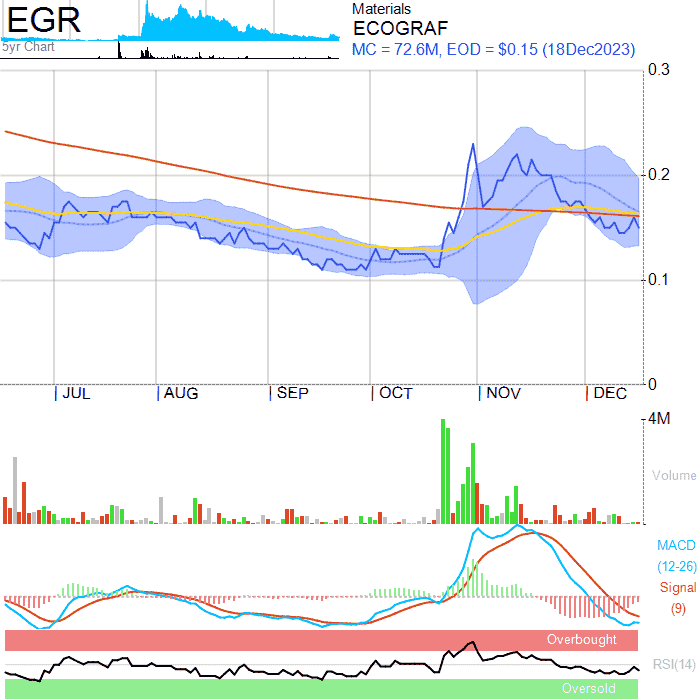 EGR
5yr Chart
Materials
ECOGRAF
MC = 72.6M, EOD = $0.15 (18Dec2023)
0.3
0.2
0.1
0
JUL AUG SEP OCT NOV DEC
4M
Volume
MACD
(12-26)
Signal
(9)
Overbought
RSI(14)
Oversold